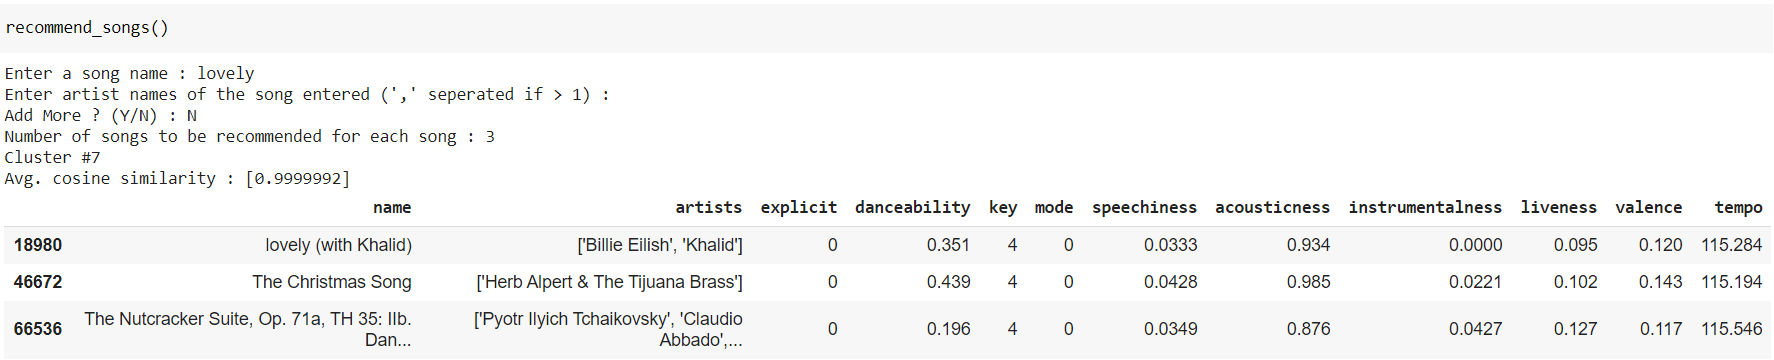 recommend_songs()
Enter a song name : lovely
Enter artist names of the song entered (',' seperated if > 1) :
Add More ? (Y/N) : N
Number of songs to be recommended for each song : 3
Cluster #7
Avg. cosine similarity : [0.9999992]
name artists explicit danceability key mode speechiness acousticness instrumentalness liveness valence tempo
18980 lovely (with Khalid) ['Billie Eilish', 'Khalid'] 0 0.351 4 0 0.0333 0.934 0.0000 0.095 0.120 115.284
46672 The Christmas Song ['Herb Alpert & The Tijuana Brass'] 0 0.439 4 0 0.0428 0.985 0.0221 0.102 0.143 115.194
66536 The Nutcracker Suite, Op. 71a, TH 35: IIb. Dan... ['Pyotr Ilyich Tchaikovsky', 'Claudio Abbado',... 0 0.196 4 0 0.0349 0.876 0.0427 0.127 0.117 115.546